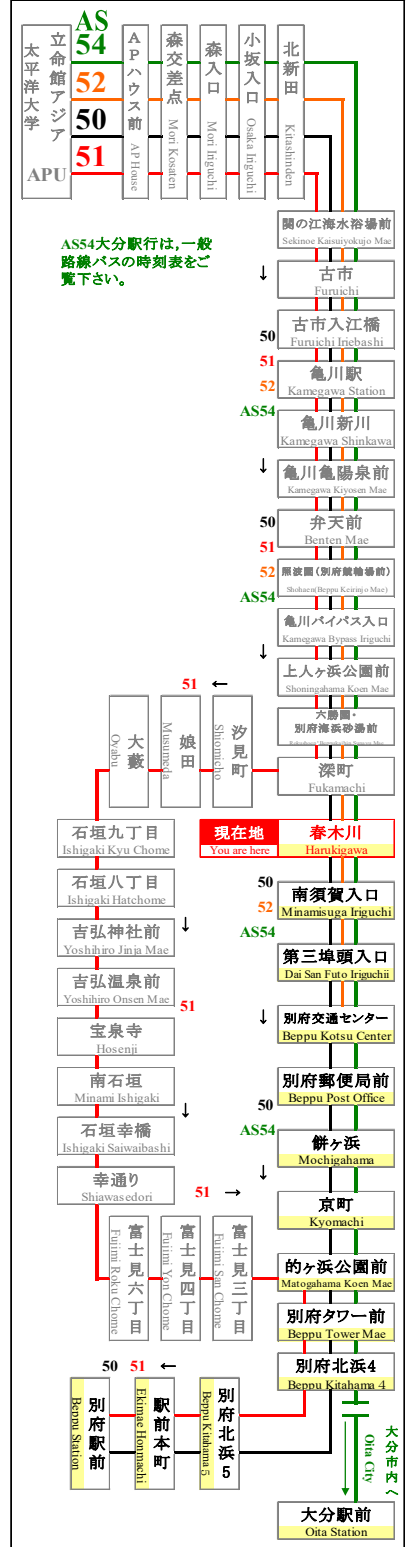 AS
54
52
50
51
立命館アジア
太平洋大学
APU
APハウス前
AP House
森交差点
Mori Kosaten
森入口
Mori Iriguchi
小坂入口
Osaka Iriguchi
北新田
Kitashinden
AS54大分駅行は,一般
路線バスの時刻表をご
覧下さい。
関の江海水浴場前
Sekinoe Kaisuiyokujo Mae
↓
古市
Furuichi
古市入江橋
Furuichi Iriebashi
50
51
52
AS54
亀川駅
Kamegawa Station
亀川新川
Kamegawa Shinkawa
↓
亀川亀陽泉前
Kamegawa Kiyosen Mae
弁天前
Benten Mae
50
51
52
AS54
照波園(別府競輪場前)
Shohaen(Beppu Keirinjo Mae)
亀川バイパス入口
Kamegawa Bypass Iriguchi
↓
上人ヶ浜公園前
Shoningahama Koen Mae
六勝園・
別府海浜砂湯前
深町
Fukamachi
51 ←
汐見町
Shiomicho
娘田
Musumeda
大藪
Oyabu
石垣九丁目
Ishigaki Kyu Chome
石垣八丁目
Ishigaki Hatchome
吉弘神社前
Yoshihiro Jinja Mae
↓
吉弘温泉前
Yoshihiro Onsen Mae
51
宝泉寺
Hosenji
南石垣
Minami Ishigaki
↓
石垣幸橋
Ishigaki Saiwaibashi
幸通り
Shiawasedori
51 →
富士見六丁目
Fujimi Roku Chome
富士見四丁目
Fujimi Yon Chome
富士見三丁目
Fujimi San Chome
現在地
You are here
春木川
Harukigawa
50
52
AS54
南須賀入口
Minamisuga Iriguchi
第三埠頭入口
Dai San Futo Iriguchii
↓
別府交通センター
Beppu Kotsu Center
別府郵便局前
Beppu Post Office
50
AS54
餅ヶ浜
Mochigahama
↓
京町
Kyomachi
的ヶ浜公園前
Matogahama Koen Mae
別府タワー前
Beppu Tower Mae
別府北浜4
Beppu Kitahama 4
50 51 ←
別府北浜5
Beppu Kitahama 5
駅前本町
Ekimae Honmachi
別府駅前
Beppu Station
大分市内へ
Oita City
大分駅前
Oita Station